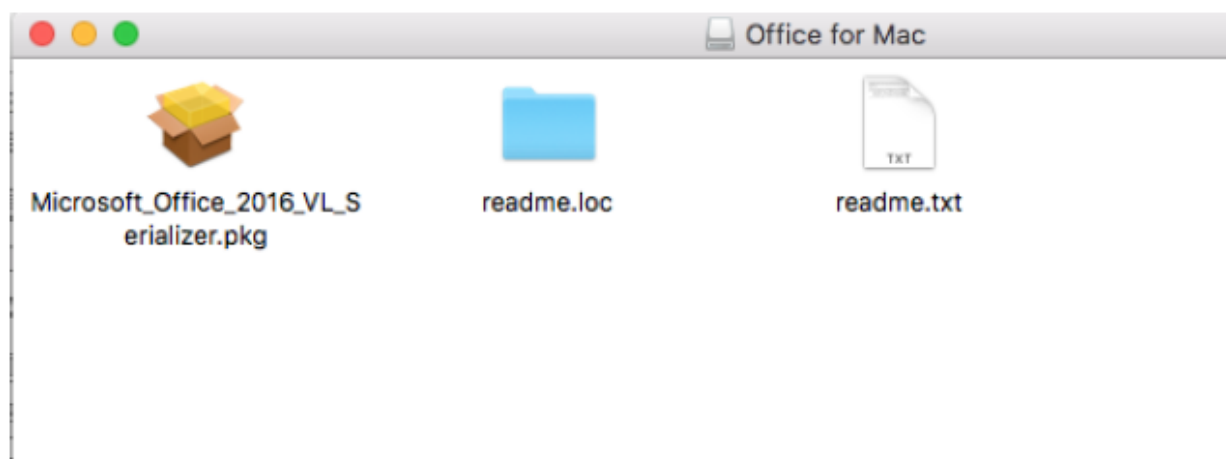 Office for Mac
Microsoft_Office_2016_VL_S
erializer.pkg
readme.loc
TXT
readme.txt